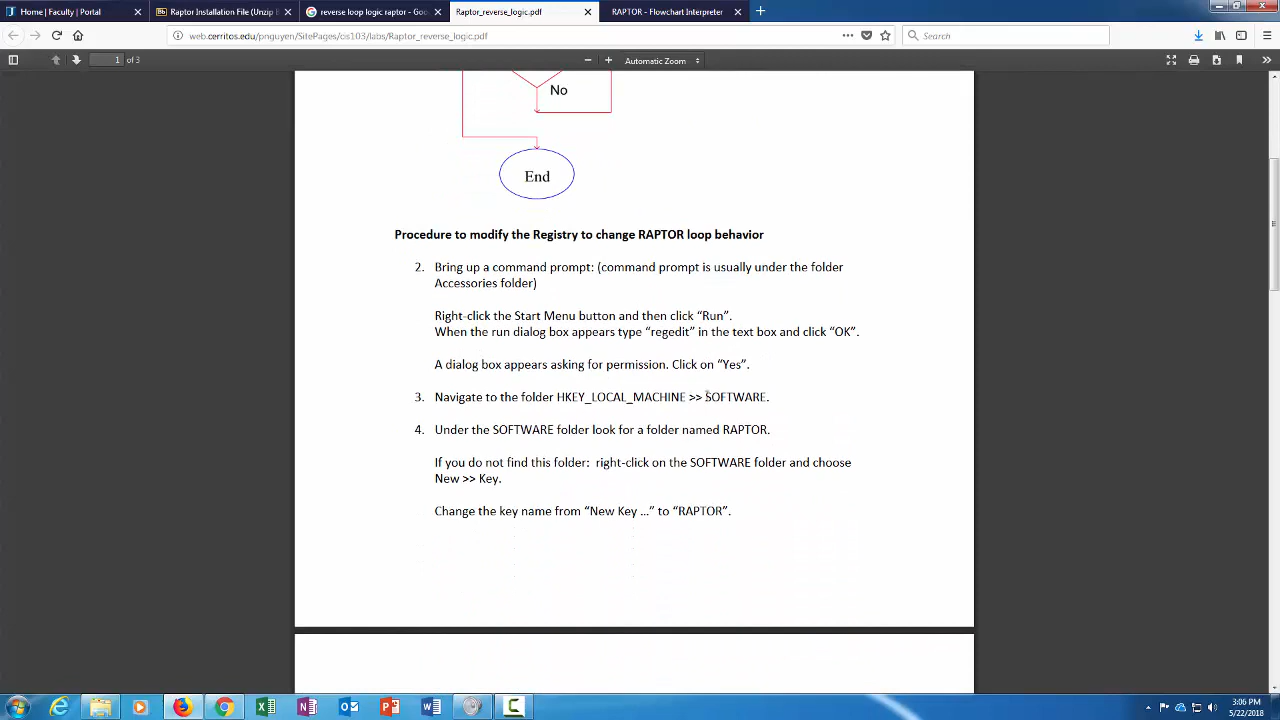 Home | Faculty | Portal
Raptor Installation File (Unzip b
reverse loop logic raptor - Goo
Raptor_reverse_logic.pdf
RAPTOR - Flowchart Interpreter
web.cerritos.edu/pnguyen/SitePages/cis103/labs/Raptor_reverse_logic.pdf
Search
1 of 3
Automatic Zoom
No
End
Procedure to modify the Registry to change RAPTOR loop behavior
2. Bring up a command prompt: (command prompt is usually under the folder
Accessories folder)
Right-click the Start Menu button and then click “Run”.
When the run dialog box appears type “regedit” in the text box and click “OK”.
A dialog box appears asking for permission. Click on “Yes”.
3. Navigate to the folder HKEY_LOCAL_MACHINE >> SOFTWARE.
4. Under the SOFTWARE folder look for a folder named RAPTOR.
If you do not find this folder: right-click on the SOFTWARE folder and choose
New >> Key.
Change the key name from “New Key ...” to “RAPTOR”.
3:06 PM
5/22/2018